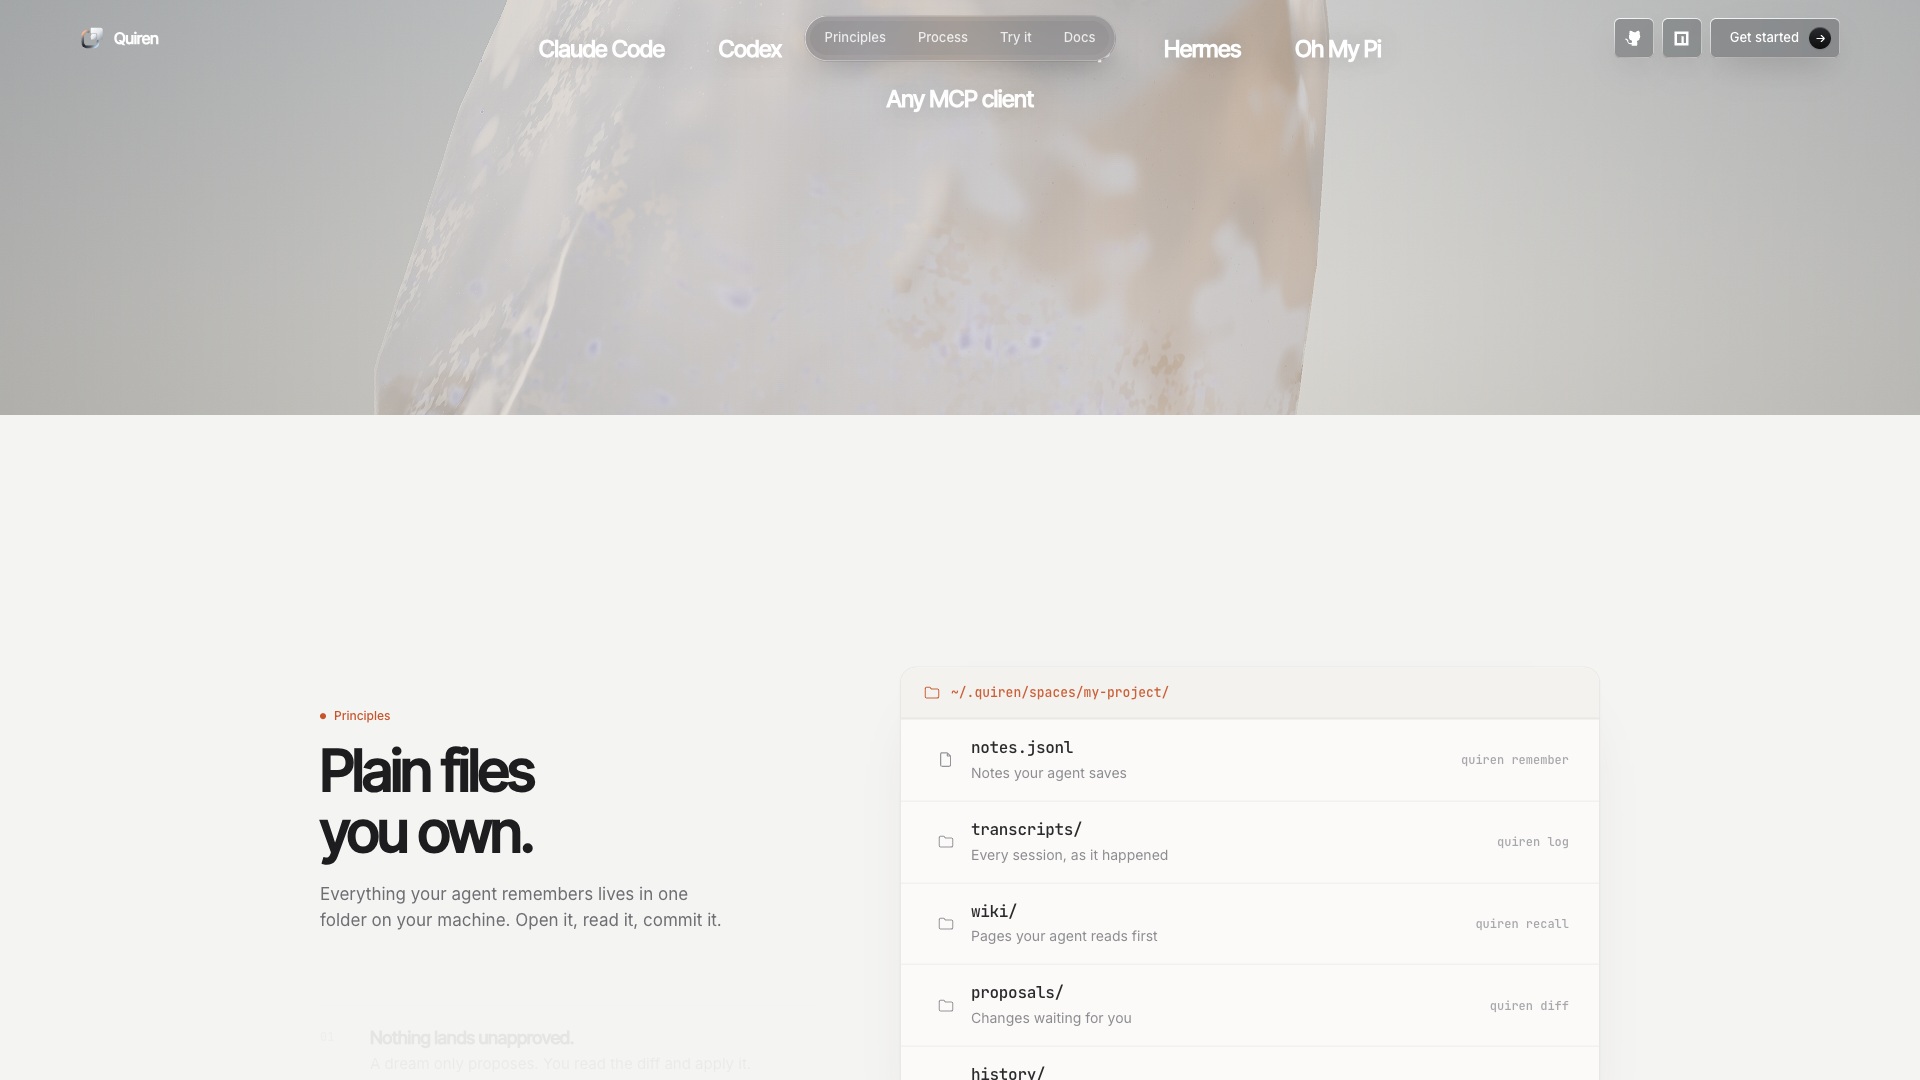 Quiren
Principles
Process
Try it
Docs
Get started
Claude Code
Codex
Hermes
Oh My Pi
Any MCP client
Principles
Plain files
you own.
Everything your agent remembers lives in one
folder on your machine. Open it, read it, commit it.
Nothing lands unapproved.
A dream only proposes. You read the diff and apply it.
~/.quiren/spaces/my-project/
notes.jsonl
Notes your agent saves
quiren remember
transcripts/
Every session, as it happened
quiren log
wiki/
Pages your agent reads first
quiren recall
proposals/
Changes waiting for you
quiren diff
history/